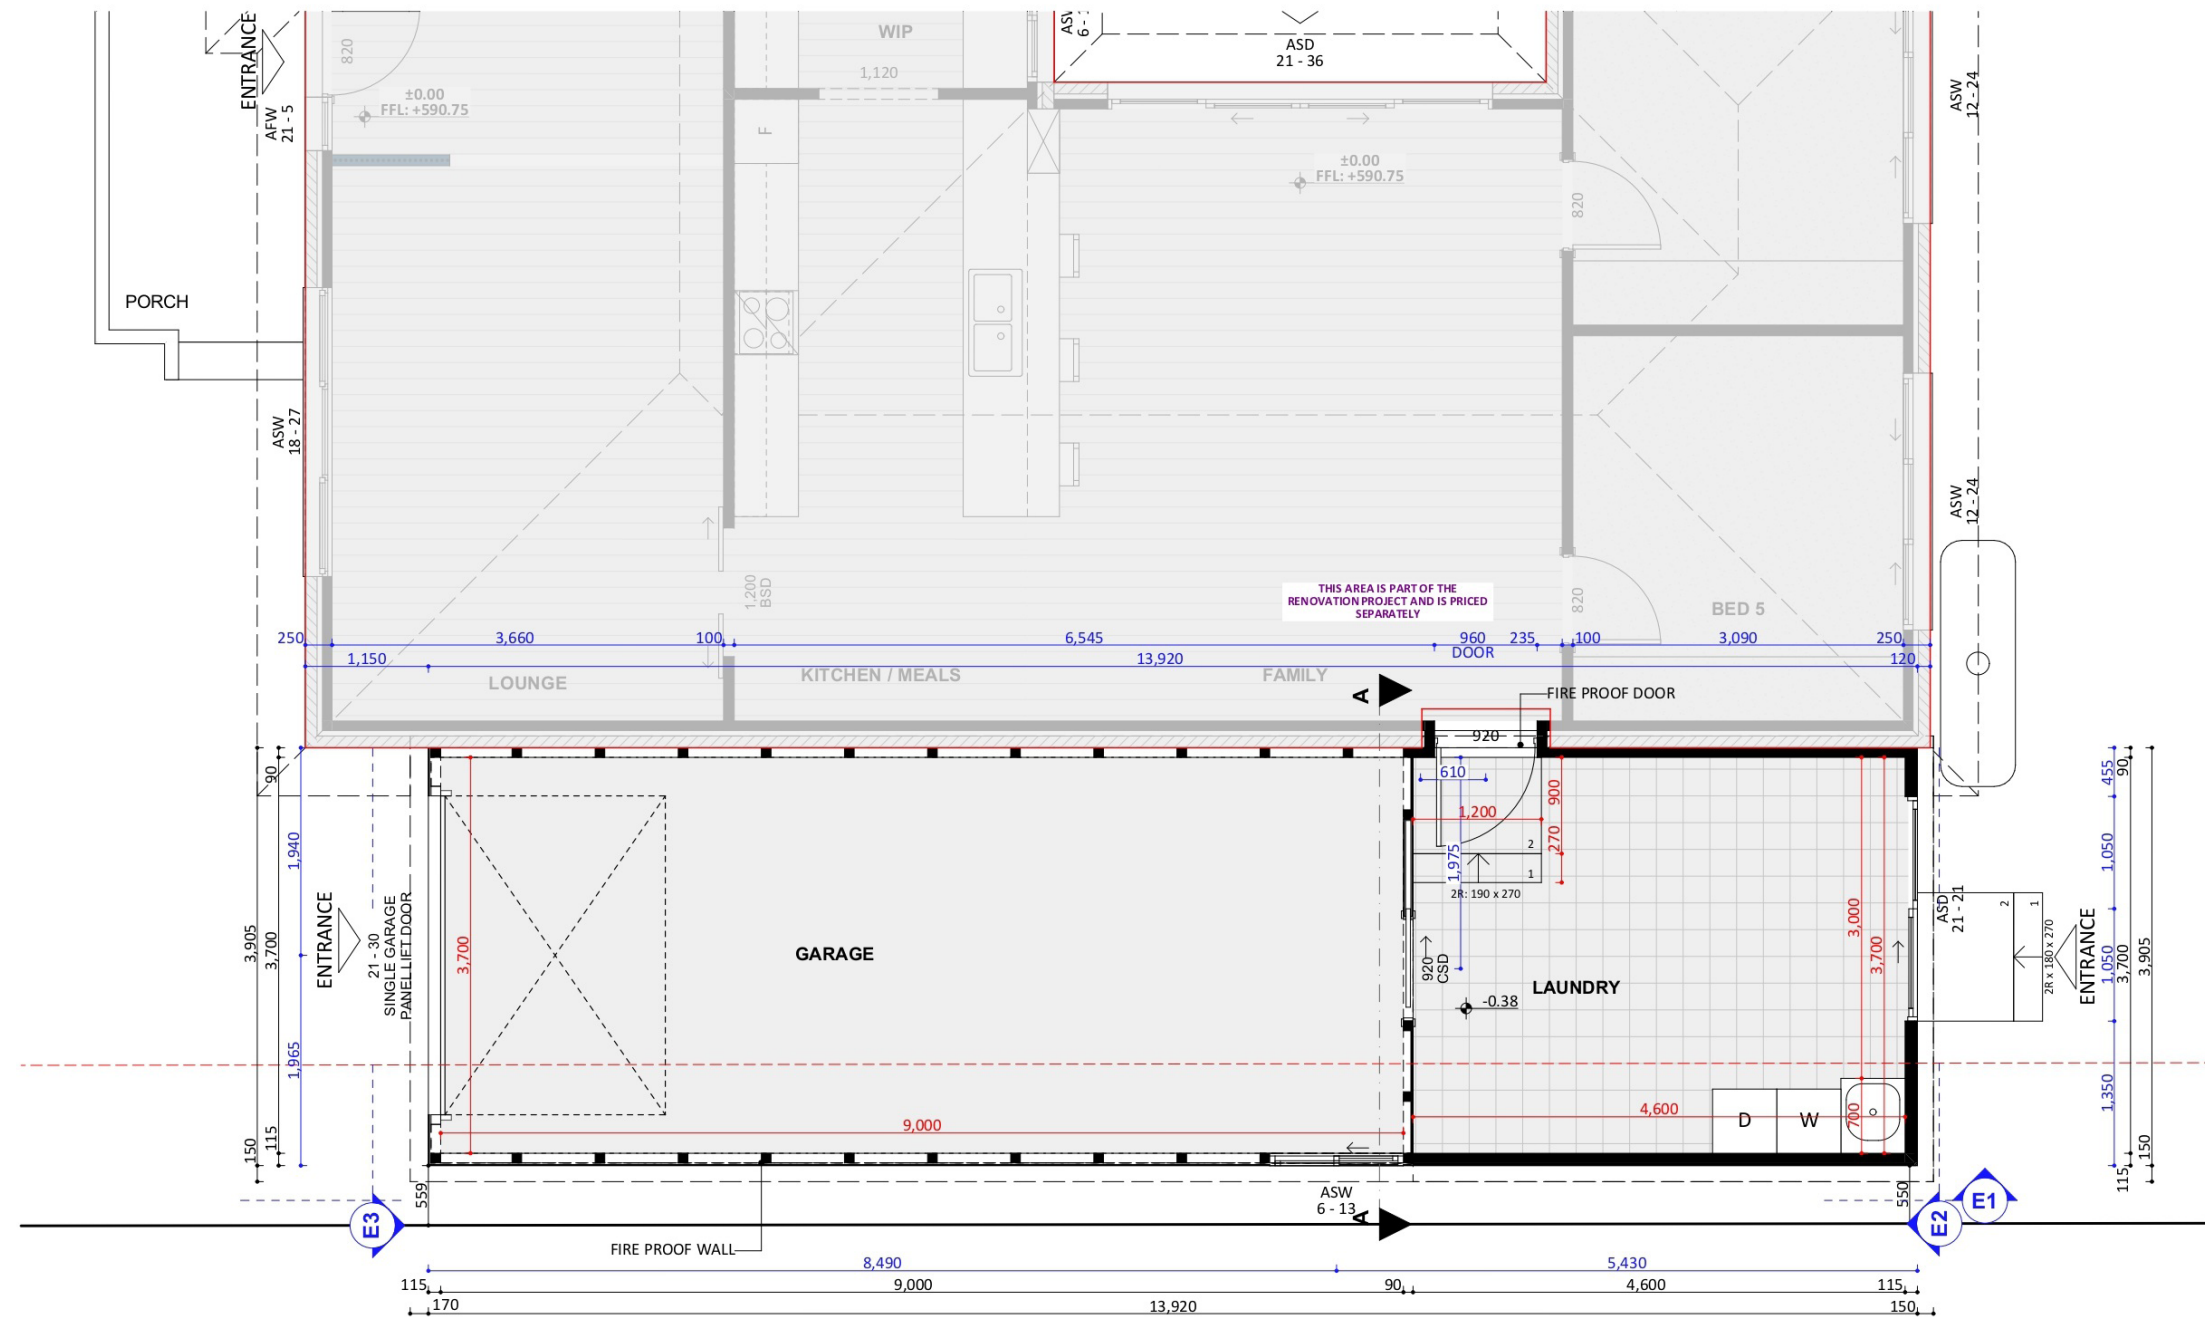 ENTRANCE
820
±0.00
FFL: +590.75
AFW
21 - 5
WIP
1,120
F
ASD
21 - 36
±0.00
FFL: +590.75
820
ASW
12 - 24
PORCH
ASW
18 - 27
ASW
12 - 24
1,200
BSD
THIS AREA IS PART OF THE
RENOVATION PROJECT AND IS PRICED
SEPARATELY
820
BED 5
250
3,660
100
6,545
960
DOOR
235
100
3,090
250
1,150
13,920
120
LOUNGE
KITCHEN / MEALS
FAMILY
A
FIRE PROOF DOOR
920
610
1,200
900
270
1,975
2
1
2R: 190 x 270
90
1,940
3,905
3,700
1,965
150
115
ENTRANCE
21 - 30
SINGLE GARAGE
PANEL LIFT DOOR
3,700
GARAGE
9,000
920
CSD
LAUNDRY
-0.38
3,000
3,700
700
4,600
D
W
ASD
21 - 21
2
1
2R x 180 x 270
ENTRANCE
455
90
1,050
1,050
3,700
3,905
1,350
150
115
559
550
ASW
6 - 13
A
E3
E2
E1
FIRE PROOF WALL
8,490
5,430
115
9,000
90
4,600
115
170
13,920
150